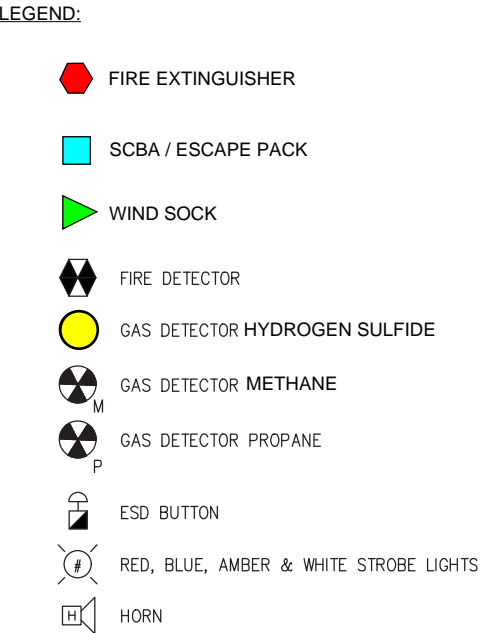 LEGEND:
FIRE EXTINGUISHER
SCBA / ESCAPE PACK
WIND SOCK
FIRE DETECTOR
GAS DETECTOR HYDROGEN SULFIDE
GAS DETECTOR METHANE
M
GAS DETECTOR PROPANE
P
ESD BUTTON
# RED, BLUE, AMBER & WHITE STROBE LIGHTS
H HORN